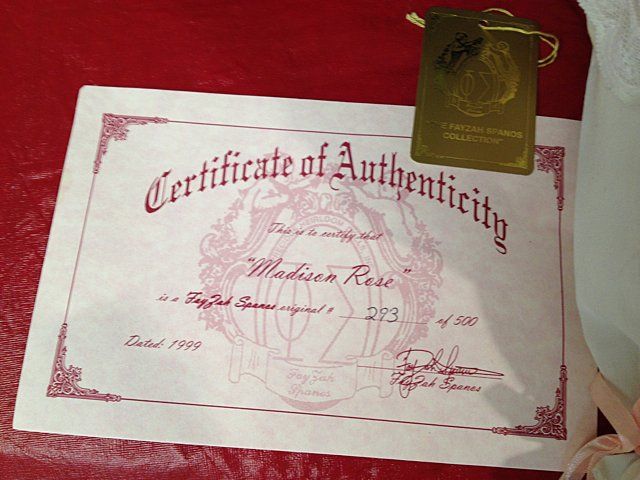 "THE FAYZAH SPANOS
COLLECTION"
Certificate of Authenticity
This is to certify that
"Madison Rose"
is a FayZah Spanos original # 293 of 500
Dated: 1999
FayZah Spanos
FayZah
Spanos
ΦΣ